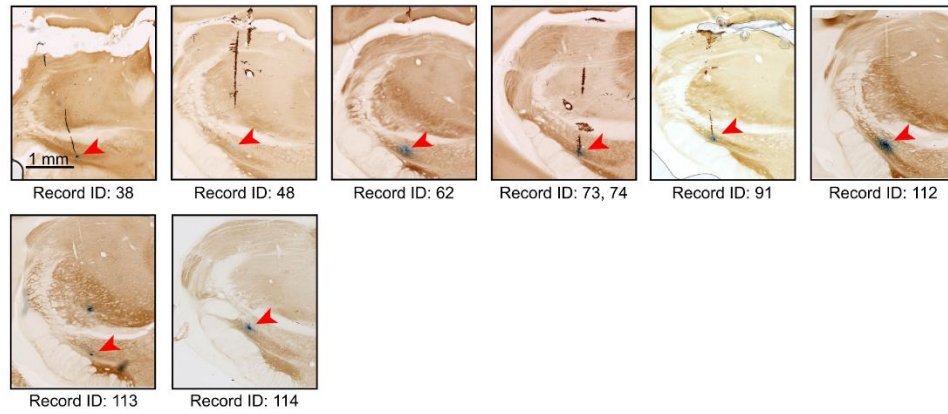 1 mm
Record ID: 38
Record ID: 48
Record ID: 62
Record ID: 73, 74
Record ID: 91
Record ID: 112
Record ID: 113
Record ID: 114